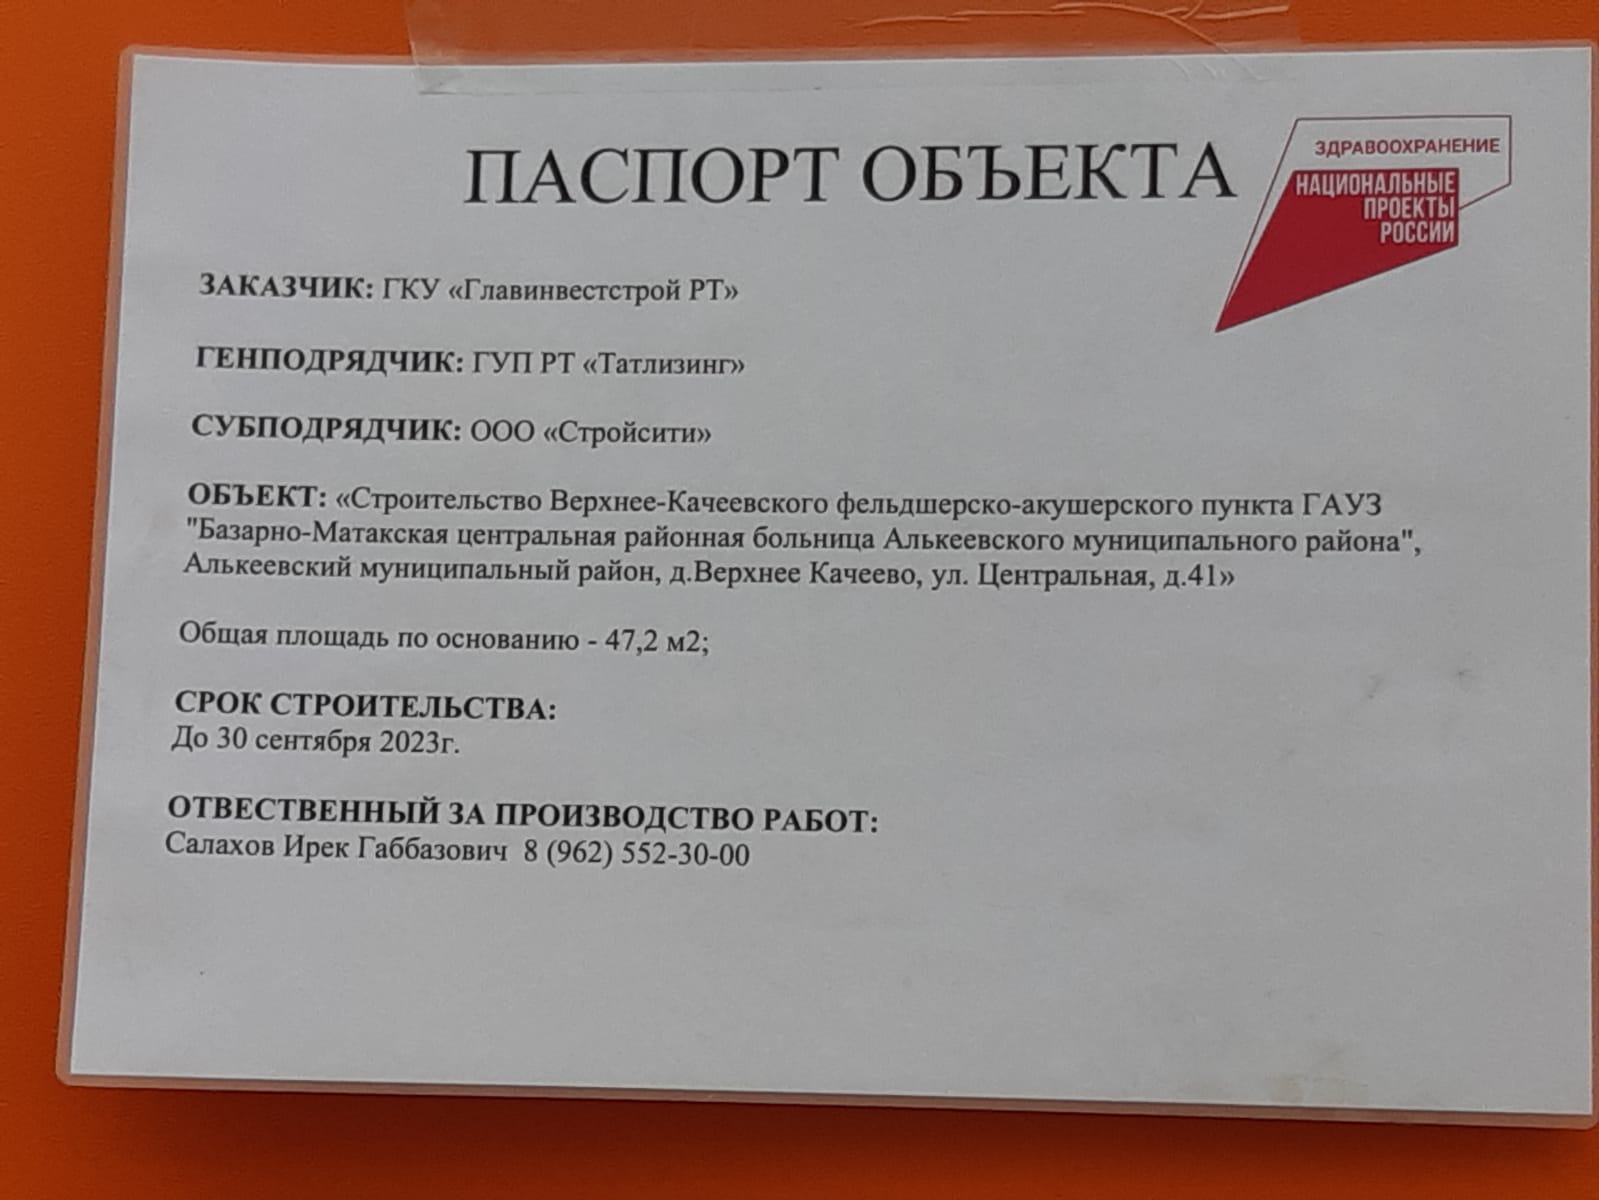 ПАСПОРТ ОБЪЕКТА
ЗДРАВООХРАНЕНИЕ
НАЦИОНАЛЬНЫЕ
ПРОЕКТЫ
РОССИИ
ЗАКАЗЧИК: ГКУ «Главинвестстрой РТ»
ГЕНПОДРЯДЧИК: ГУП РТ «Татлизинг»
СУБПОДРЯДЧИК: ООО «Стройсити»
ОБЪЕКТ: «Строительство Верхнее-Качеевского фельдшерско-акушерского пункта ГАУЗ
"Базарно-Матакская центральная районная больница Алькеевского муниципального района",
Алькеевский муниципальный район, д.Верхнее Качеево, ул. Центральная, д.41»
Общая площадь по основанию - 47,2 м2;
СРОК СТРОИТЕЛЬСТВА:
До 30 сентября 2023г.
ОТВЕСТВЕННЫЙ ЗА ПРОИЗВОДСТВО РАБОТ:
Салахов Ирек Габбазович 8 (962) 552-30-00